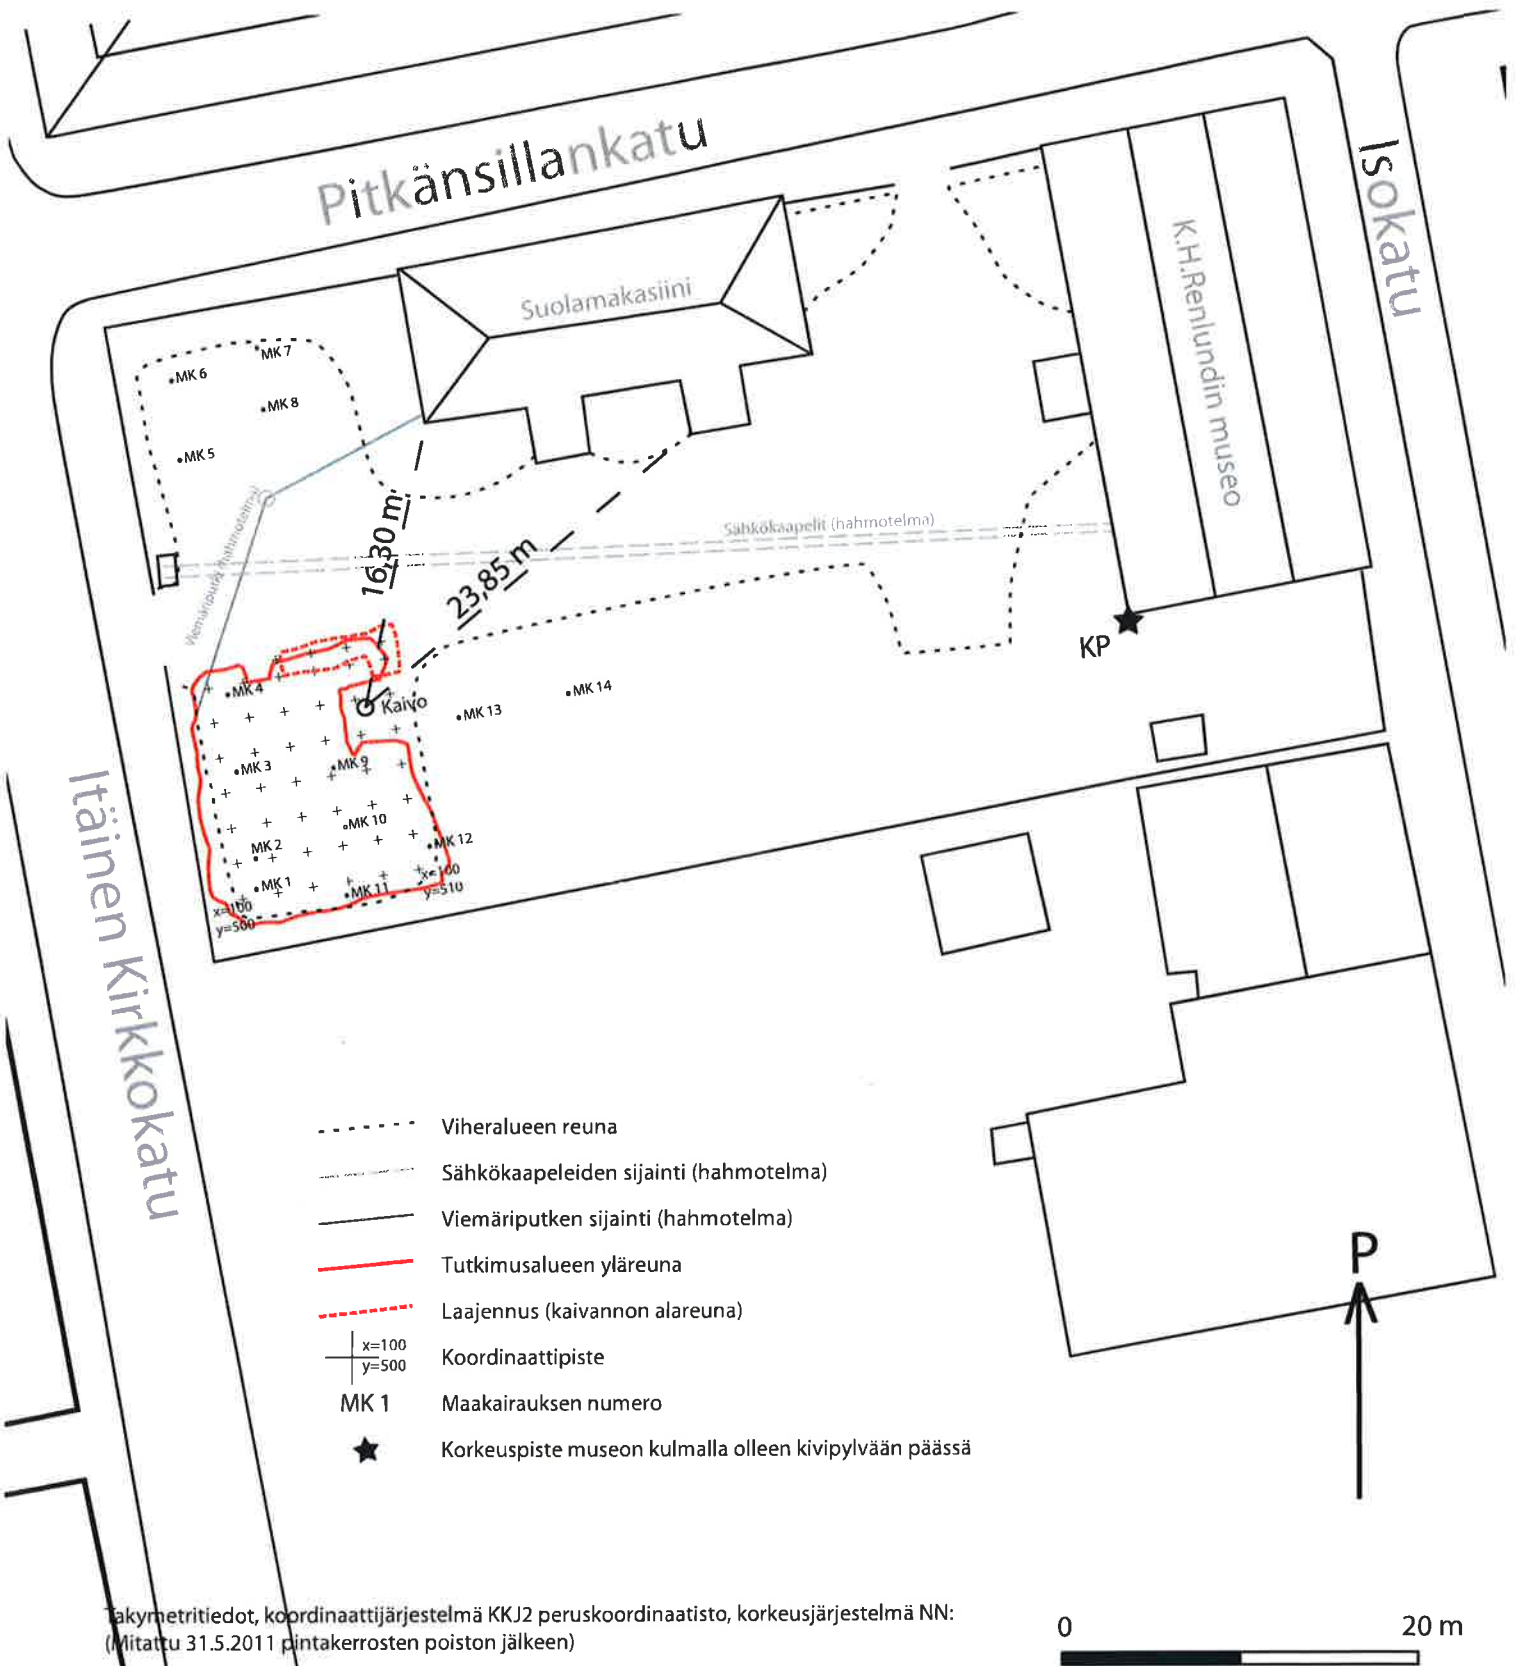 Pitkänsillankatu
Isokatu
K.H.Renlundin museo
Suolamakasiini
MK 7
MK 6
MK 8
MK 5
Viemäriputki (hahmotelma)
16,30 m
23,85 m
Sähkökaapelit (hahmotelma)
KP
MK 4
Kaivo
MK 14
MK 13
MK 3
MK 9
MK 10
MK 2
MK 12
MK 1
MK 11
x=100
y=510
x=100
y=500
Itäinen Kirkkokatu
Viheralueen reuna
Sähkökaapeleiden sijainti (hahmotelma)
Viemäriputken sijainti (hahmotelma)
Tutkimusalueen yläreuna
Laajennus (kaivannon alareuna)
x=100
y=500
Koordinaattipiste
MK 1 Maakairauksen numero
Korkeuspiste museon kulmalla olleen kivipylvään päässä
P
Takymetritiedot, koordinaattijärjestelmä KKJ2 peruskoordinaatisto, korkeusjärjestelmä NN:
(Mitattu 31.5.2011 pintakerrosten poiston jälkeen)
0 20 m